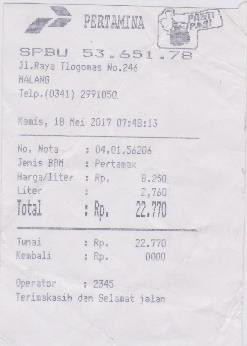 PERTAMINA
PASTI PAS!
SPBU 53.651.78
Jl.Raya Tlogomas No.246
MALANG
Telp.(0341) 2991050
Kamis, 18 Mei 2017 07:48:13
No. Nota : 04.01.56206
Jenis BBM : Pertamax
Harga/liter : Rp. 8.250
Liter : 2,760
Total : Rp. 22.770
Tunai : Rp. 22.770
Kembali : Rp. 0000
Operator : 2345
Terimakasih dan Selamat jalan